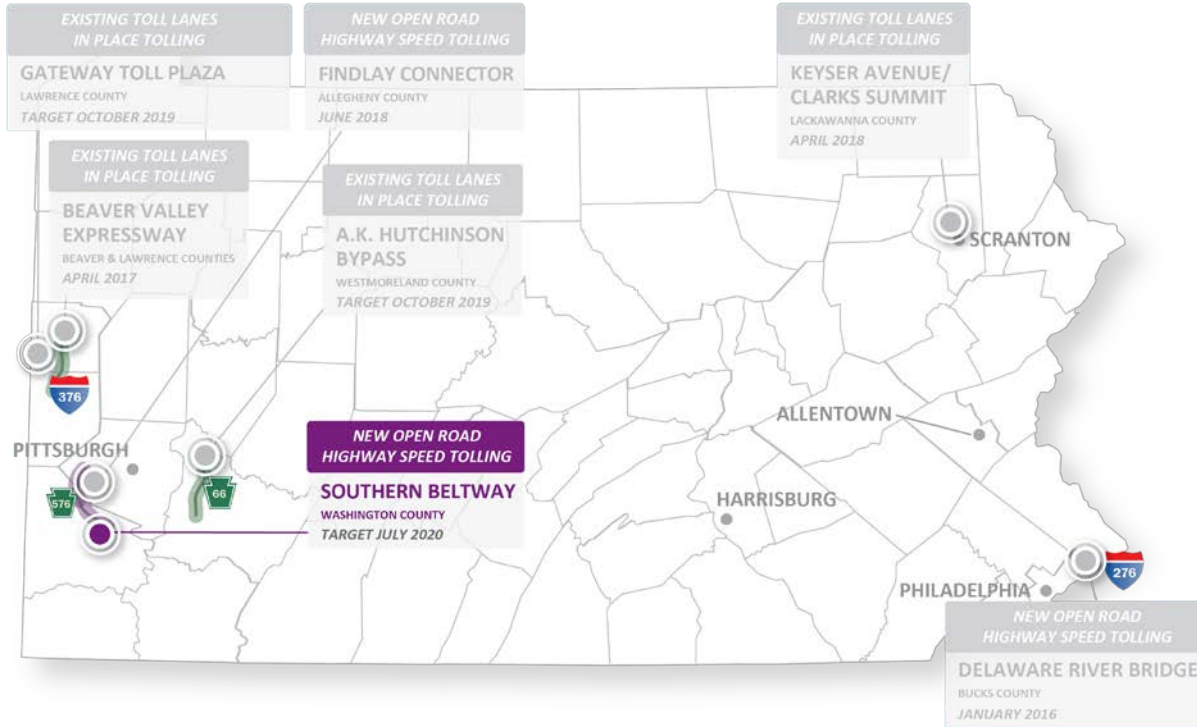 EXISTING TOLL LANES
IN PLACE TOLLING
GATEWAY TOLL PLAZA
LAWRENCE COUNTY
TARGET OCTOBER 2019
NEW OPEN ROAD
HIGHWAY SPEED TOLLING
FINDLAY CONNECTOR
ALLEGHENY COUNTY
JUNE 2018
EXISTING TOLL LANES
IN PLACE TOLLING
KEYSER AVENUE/
CLARKS SUMMIT
LACKAWANNA COUNTY
APRIL 2018
EXISTING TOLL LANES
IN PLACE TOLLING
BEAVER VALLEY
EXPRESSWAY
BEAVER & LAWRENCE COUNTIES
APRIL 2017
EXISTING TOLL LANES
IN PLACE TOLLING
A.K. HUTCHINSON
BYPASS
WESTMORELAND COUNTY
TARGET OCTOBER 2019
SCRANTON
376
ALLENTOWN
PITTSBURGH
NEW OPEN ROAD
HIGHWAY SPEED TOLLING
SOUTHERN BELTWAY
WASHINGTON COUNTY
TARGET JULY 2020
576
66
HARRISBURG
PHILADELPHIA
276
NEW OPEN ROAD
HIGHWAY SPEED TOLLING
DELAWARE RIVER BRIDGE
BUCKS COUNTY
JANUARY 2016